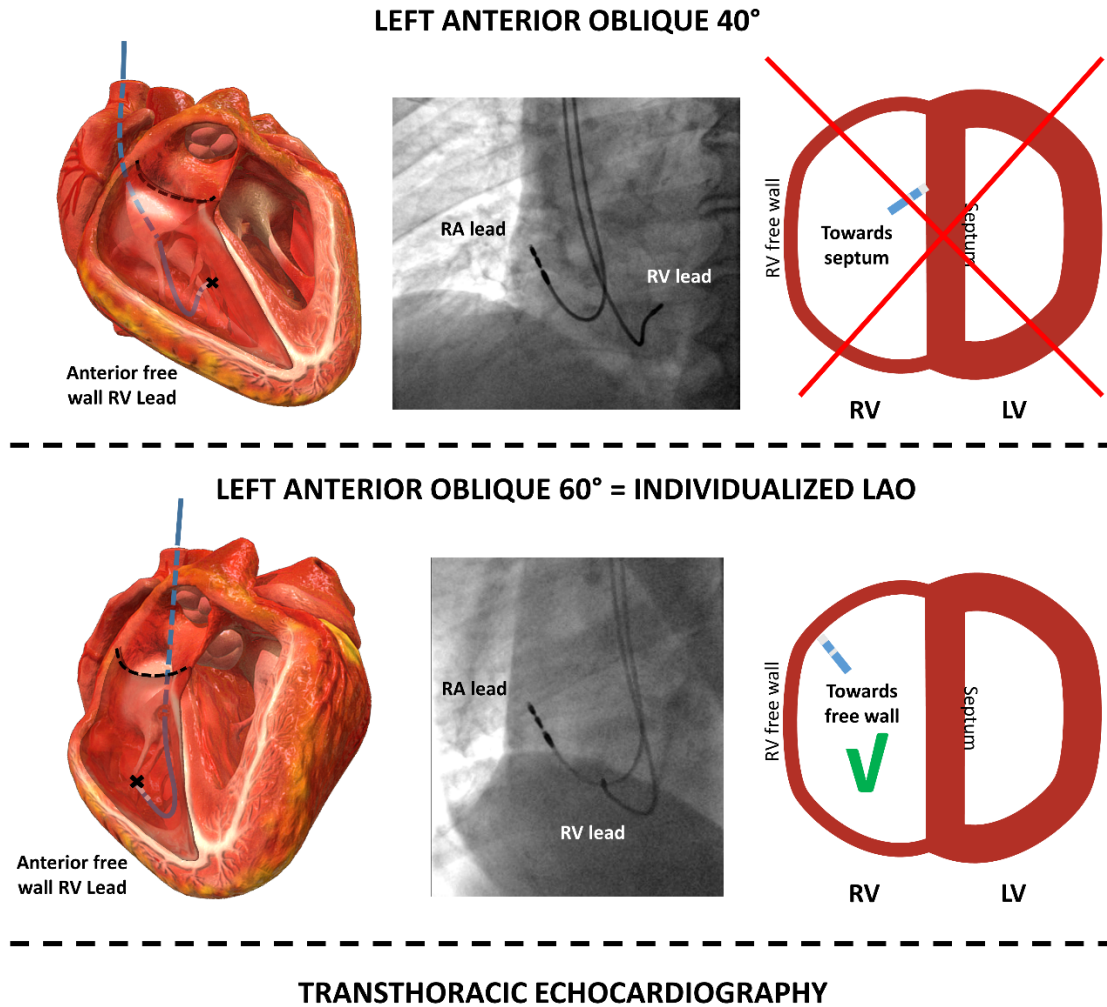 LEFT ANTERIOR OBLIQUE 40°
RA lead
RV lead
Anterior free
wall RV Lead
RV free wall
Towards
septum
Septum
RV
LV
LEFT ANTERIOR OBLIQUE 60° = INDIVIDUALIZED LAO
RA lead
RV lead
Anterior free
wall RV Lead
RV free wall
Towards
free wall
Septum
RV
LV
TRANSTHORACIC ECHOCARDIOGRAPHY